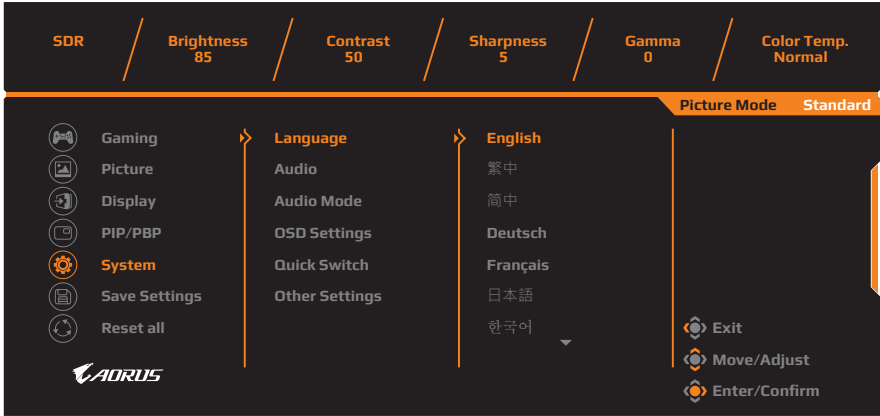 SDR
Brightness
85
Contrast
50
Sharpness
5
Gamma
0
Color Temp.
Normal
Picture Mode Standard
Gaming
Picture
Display
PIP/PBP
System
Save Settings
Reset all
Language
Audio
Audio Mode
OSD Settings
Quick Switch
Other Settings
English
繁中
简中
Deutsch
Français
日本語
한국어
Exit
Move/Adjust
Enter/Confirm
AORUS